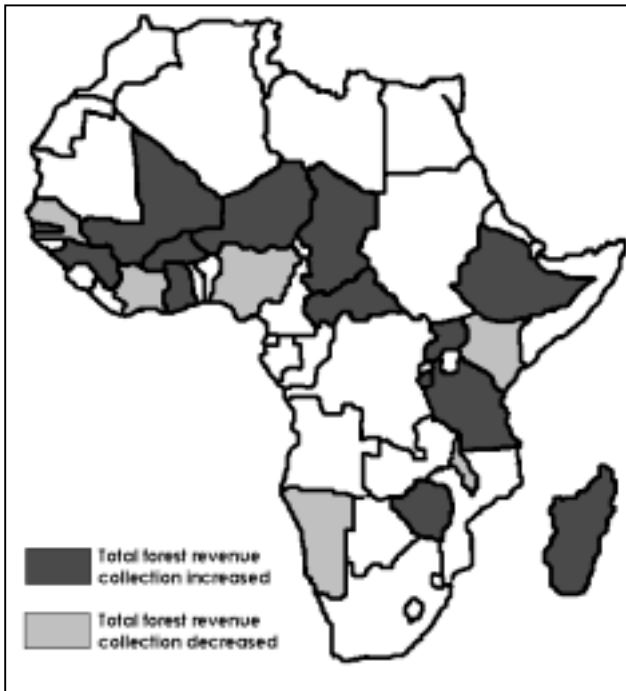 Total forest revenue
collection increased
Total forest revenue
collection decreased